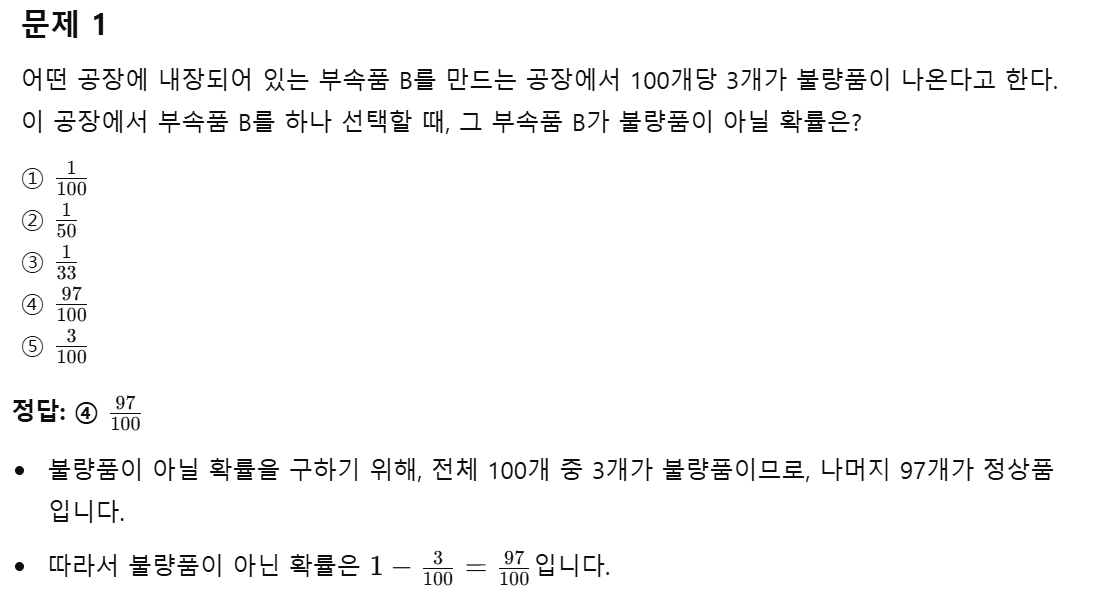 문제 1
어떤 공장에 내장되어 있는 부속품 B를 만드는 공장에서 100개당 3개가 불량품이 나온다고 한다.
이 공장에서 부속품 B를 하나 선택할 때, 그 부속품 B가 불량품이 아닐 확률은?
① 1/100
② 1/50
③ 1/33
④ 97/100
⑤ 3/100
정답: ④ 97/100
• 불량품이 아닐 확률을 구하기 위해, 전체 100개 중 3개가 불량품이므로, 나머지 97개가 정상품
입니다.
• 따라서 불량품이 아닌 확률은 1 − 3/100 = 97/100 입니다.